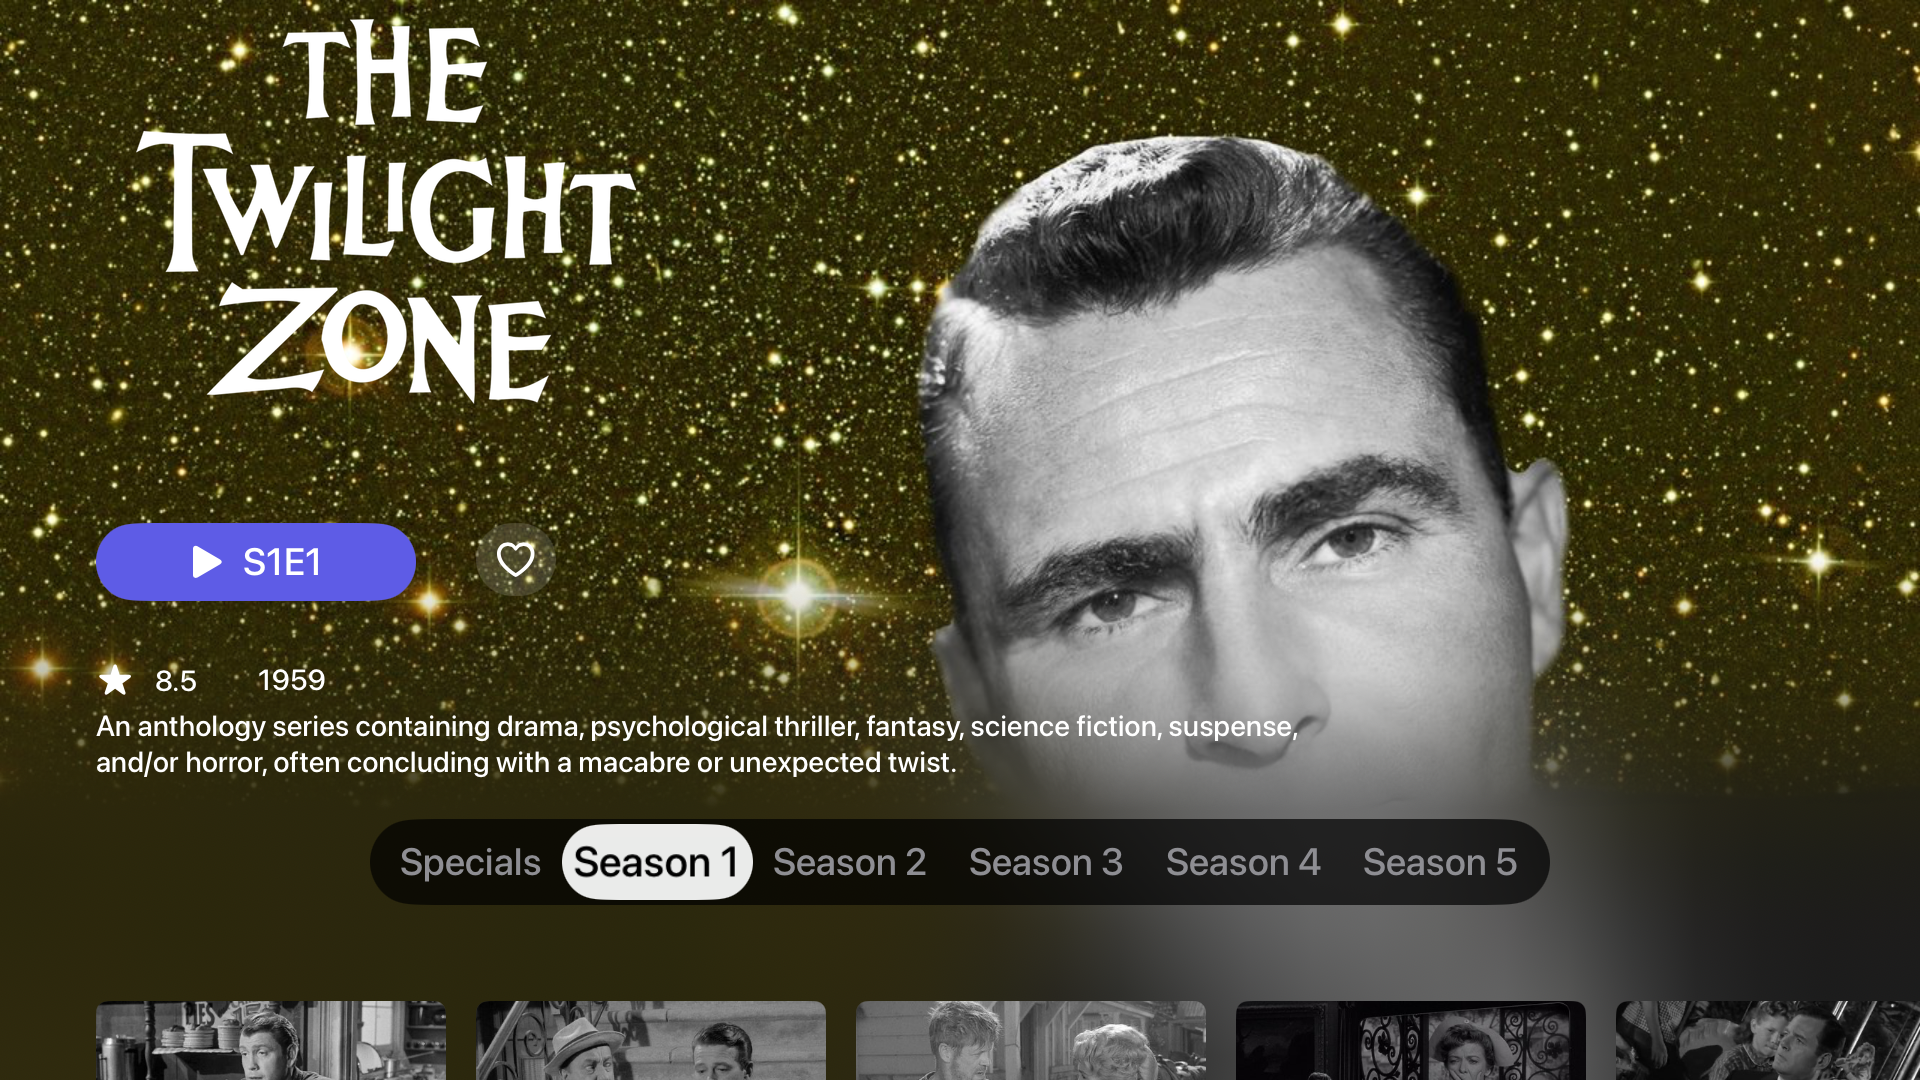 THE
TWILIGHT
ZONE
S1E1
8.5 1959
An anthology series containing drama, psychological thriller, fantasy, science fiction, suspense,
and/or horror, often concluding with a macabre or unexpected twist.
Specials Season 1 Season 2 Season 3 Season 4 Season 5
PIES